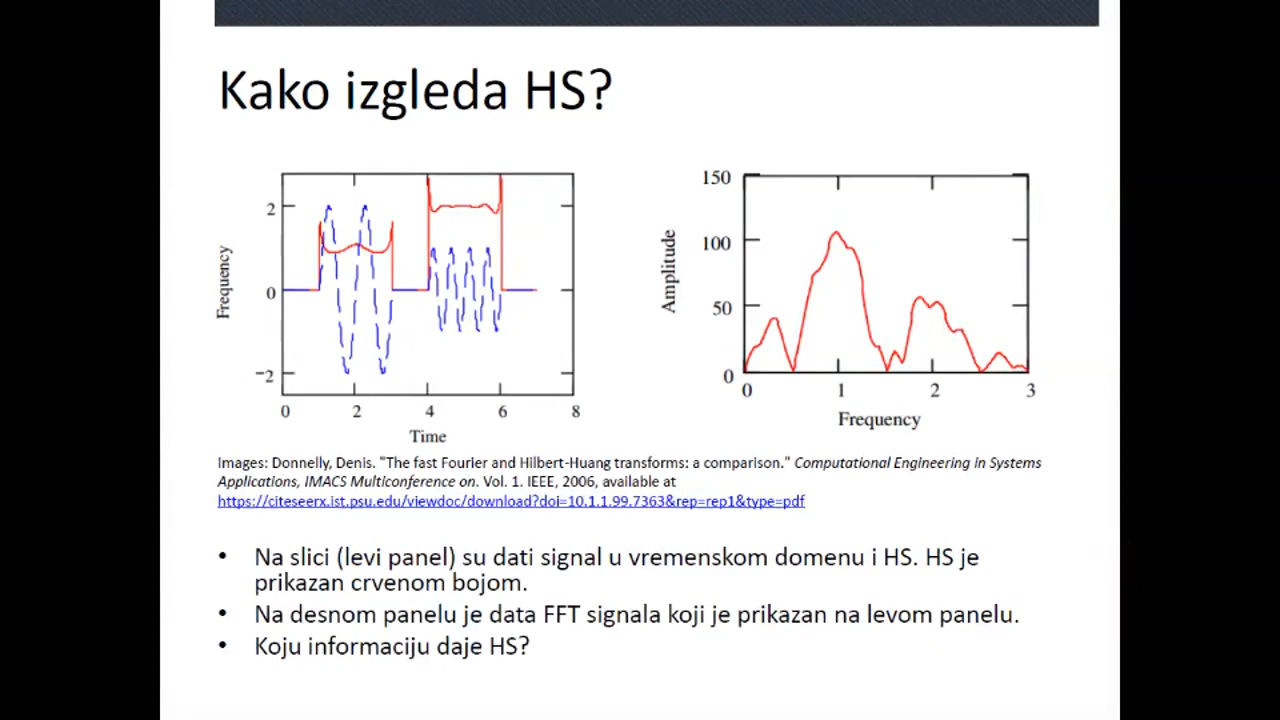 Kako izgleda HS?
Frequency
2
0
−2
0 2 4 6 8
Time
Amplitude
150
100
50
0
0 1 2 3
Frequency
Images: Donnelly, Denis. "The fast Fourier and Hilbert-Huang transforms: a comparison." Computational Engineering in Systems
Applications, IMACS Multiconference on. Vol. 1. IEEE, 2006, available at
https://citeseerx.ist.psu.edu/viewdoc/download?doi=10.1.1.99.7363&rep=rep1&type=pdf
• Na slici (levi panel) su dati signal u vremenskom domenu i HS. HS je
prikazan crvenom bojom.
• Na desnom panelu je data FFT signala koji je prikazan na levom panelu.
• Koju informaciju daje HS?